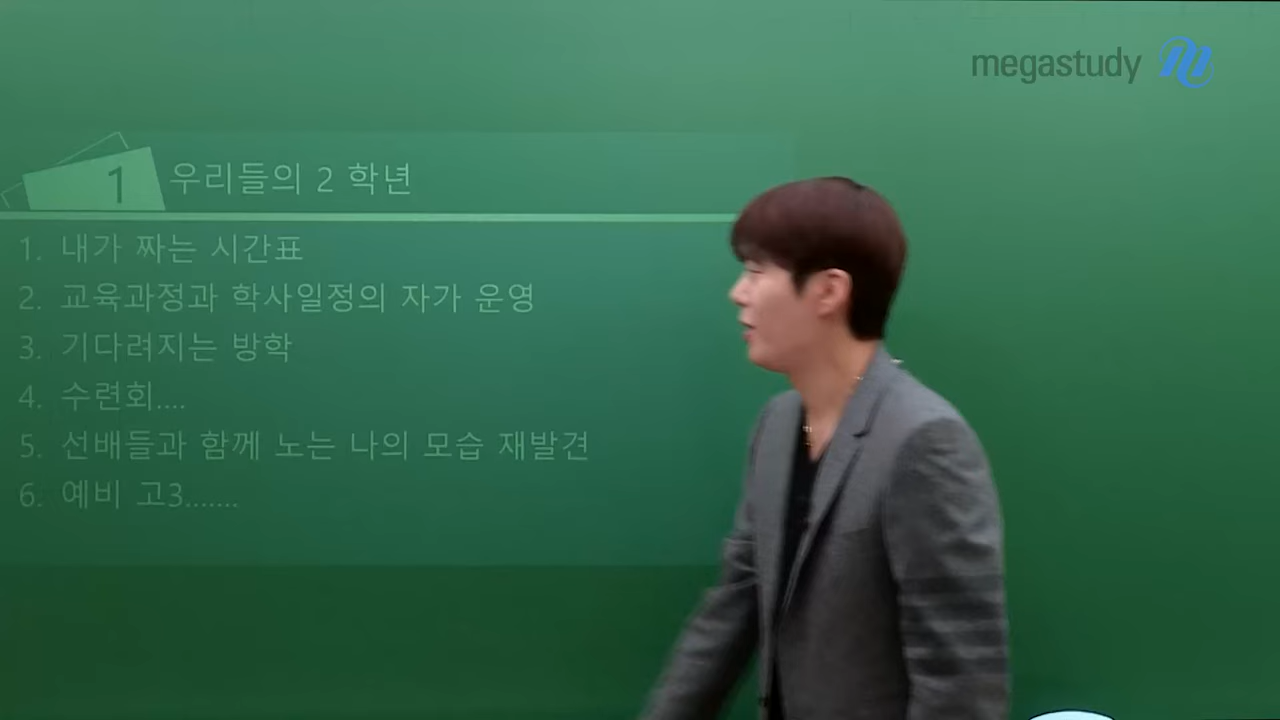 megastudy
1 우리들의 2 학년
1. 내가 짜는 시간표
2. 교육과정과 학사일정의 자가 운영
3. 기다려지는 방학
4. 수련회....
5. 선배들과 함께 노는 나의 모습 재발견
6. 예비 고3.......